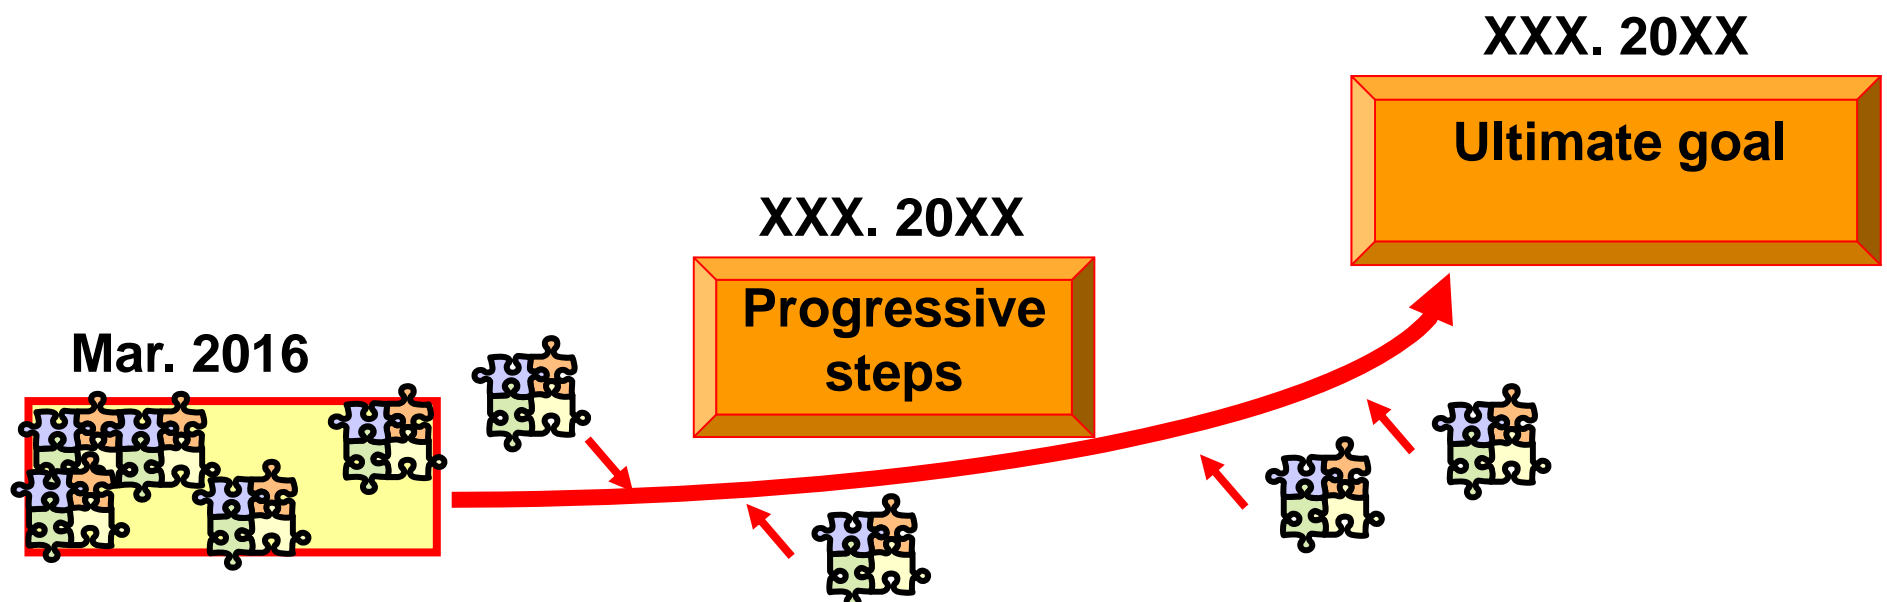 XXX. 20XX
Ultimate goal
XXX. 20XX
Progressive
steps
Mar. 2016